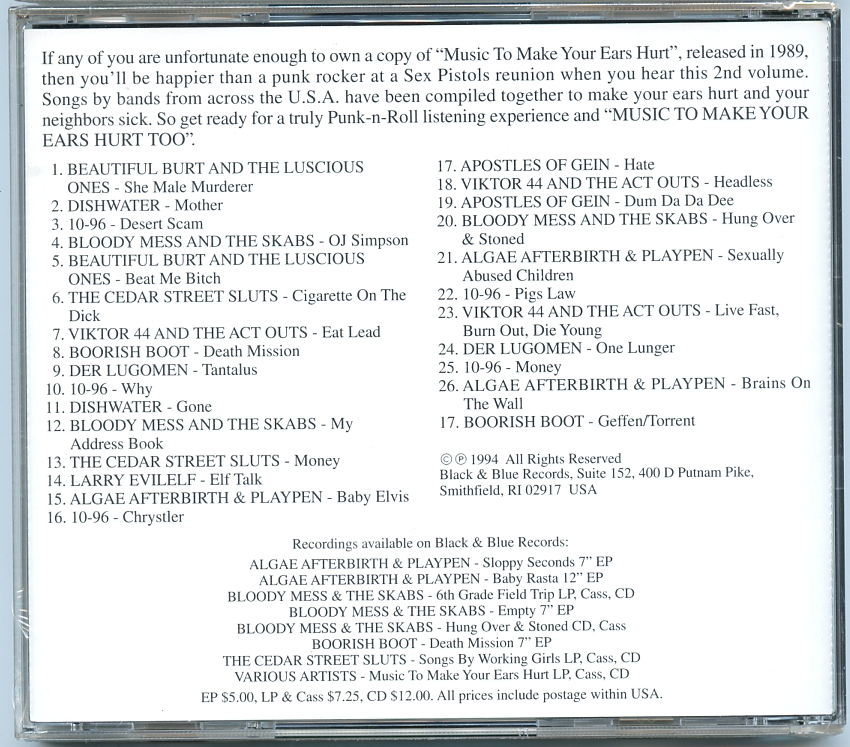 If any of you are unfortunate enough to own a copy of “Music To Make Your Ears Hurt”, released in 1989,
then you’ll be happier than a punk rocker at a Sex Pistols reunion when you hear this 2nd volume.
Songs by bands from across the U.S.A. have been compiled together to make your ears hurt and your
neighbors sick. So get ready for a truly Punk-n-Roll listening experience and “MUSIC TO MAKE YOUR
EARS HURT TOO”.
1. BEAUTIFUL BURT AND THE LUSCIOUS
ONES - She Male Murderer
2. DISHWATER - Mother
3. 10-96 - Desert Scam
4. BLOODY MESS AND THE SKABS - OJ Simpson
5. BEAUTIFUL BURT AND THE LUSCIOUS
ONES - Beat Me Bitch
6. THE CEDAR STREET SLUTS - Cigarette On The
Dick
7. VIKTOR 44 AND THE ACT OUTS - Eat Lead
8. BOORISH BOOT - Death Mission
9. DER LUGOMEN - Tantalus
10. 10-96 - Why
11. DISHWATER - Gone
12. BLOODY MESS AND THE SKABS - My
Address Book
13. THE CEDAR STREET SLUTS - Money
14. LARRY EVILELF - Elf Talk
15. ALGAE AFTERBIRTH & PLAYPEN - Baby Elvis
16. 10-96 - Chrystler
17. APOSTLES OF GEIN - Hate
18. VIKTOR 44 AND THE ACT OUTS - Headless
19. APOSTLES OF GEIN - Dum Da Da Dee
20. BLOODY MESS AND THE SKABS - Hung Over
& Stoned
21. ALGAE AFTERBIRTH & PLAYPEN - Sexually
Abused Children
22. 10-96 - Pigs Law
23. VIKTOR 44 AND THE ACT OUTS - Live Fast,
Burn Out, Die Young
24. DER LUGOMEN - One Lunger
25. 10-96 - Money
26. ALGAE AFTERBIRTH & PLAYPEN - Brains On
The Wall
17. BOORISH BOOT - Geffen/Torrent
©℗ 1994 All Rights Reserved
Black & Blue Records, Suite 152, 400 D Putnam Pike,
Smithfield, RI 02917 USA
Recordings available on Black & Blue Records:
ALGAE AFTERBIRTH & PLAYPEN - Sloppy Seconds 7” EP
ALGAE AFTERBIRTH & PLAYPEN - Baby Rasta 12” EP
BLOODY MESS & THE SKABS - 6th Grade Field Trip LP, Cass, CD
BLOODY MESS & THE SKABS - Empty 7” EP
BLOODY MESS & THE SKABS - Hung Over & Stoned CD, Cass
BOORISH BOOT - Death Mission 7” EP
THE CEDAR STREET SLUTS - Songs By Working Girls LP, Cass, CD
VARIOUS ARTISTS - Music To Make Your Ears Hurt LP, Cass, CD
EP $5.00, LP & Cass $7.25, CD $12.00. All prices include postage within USA.